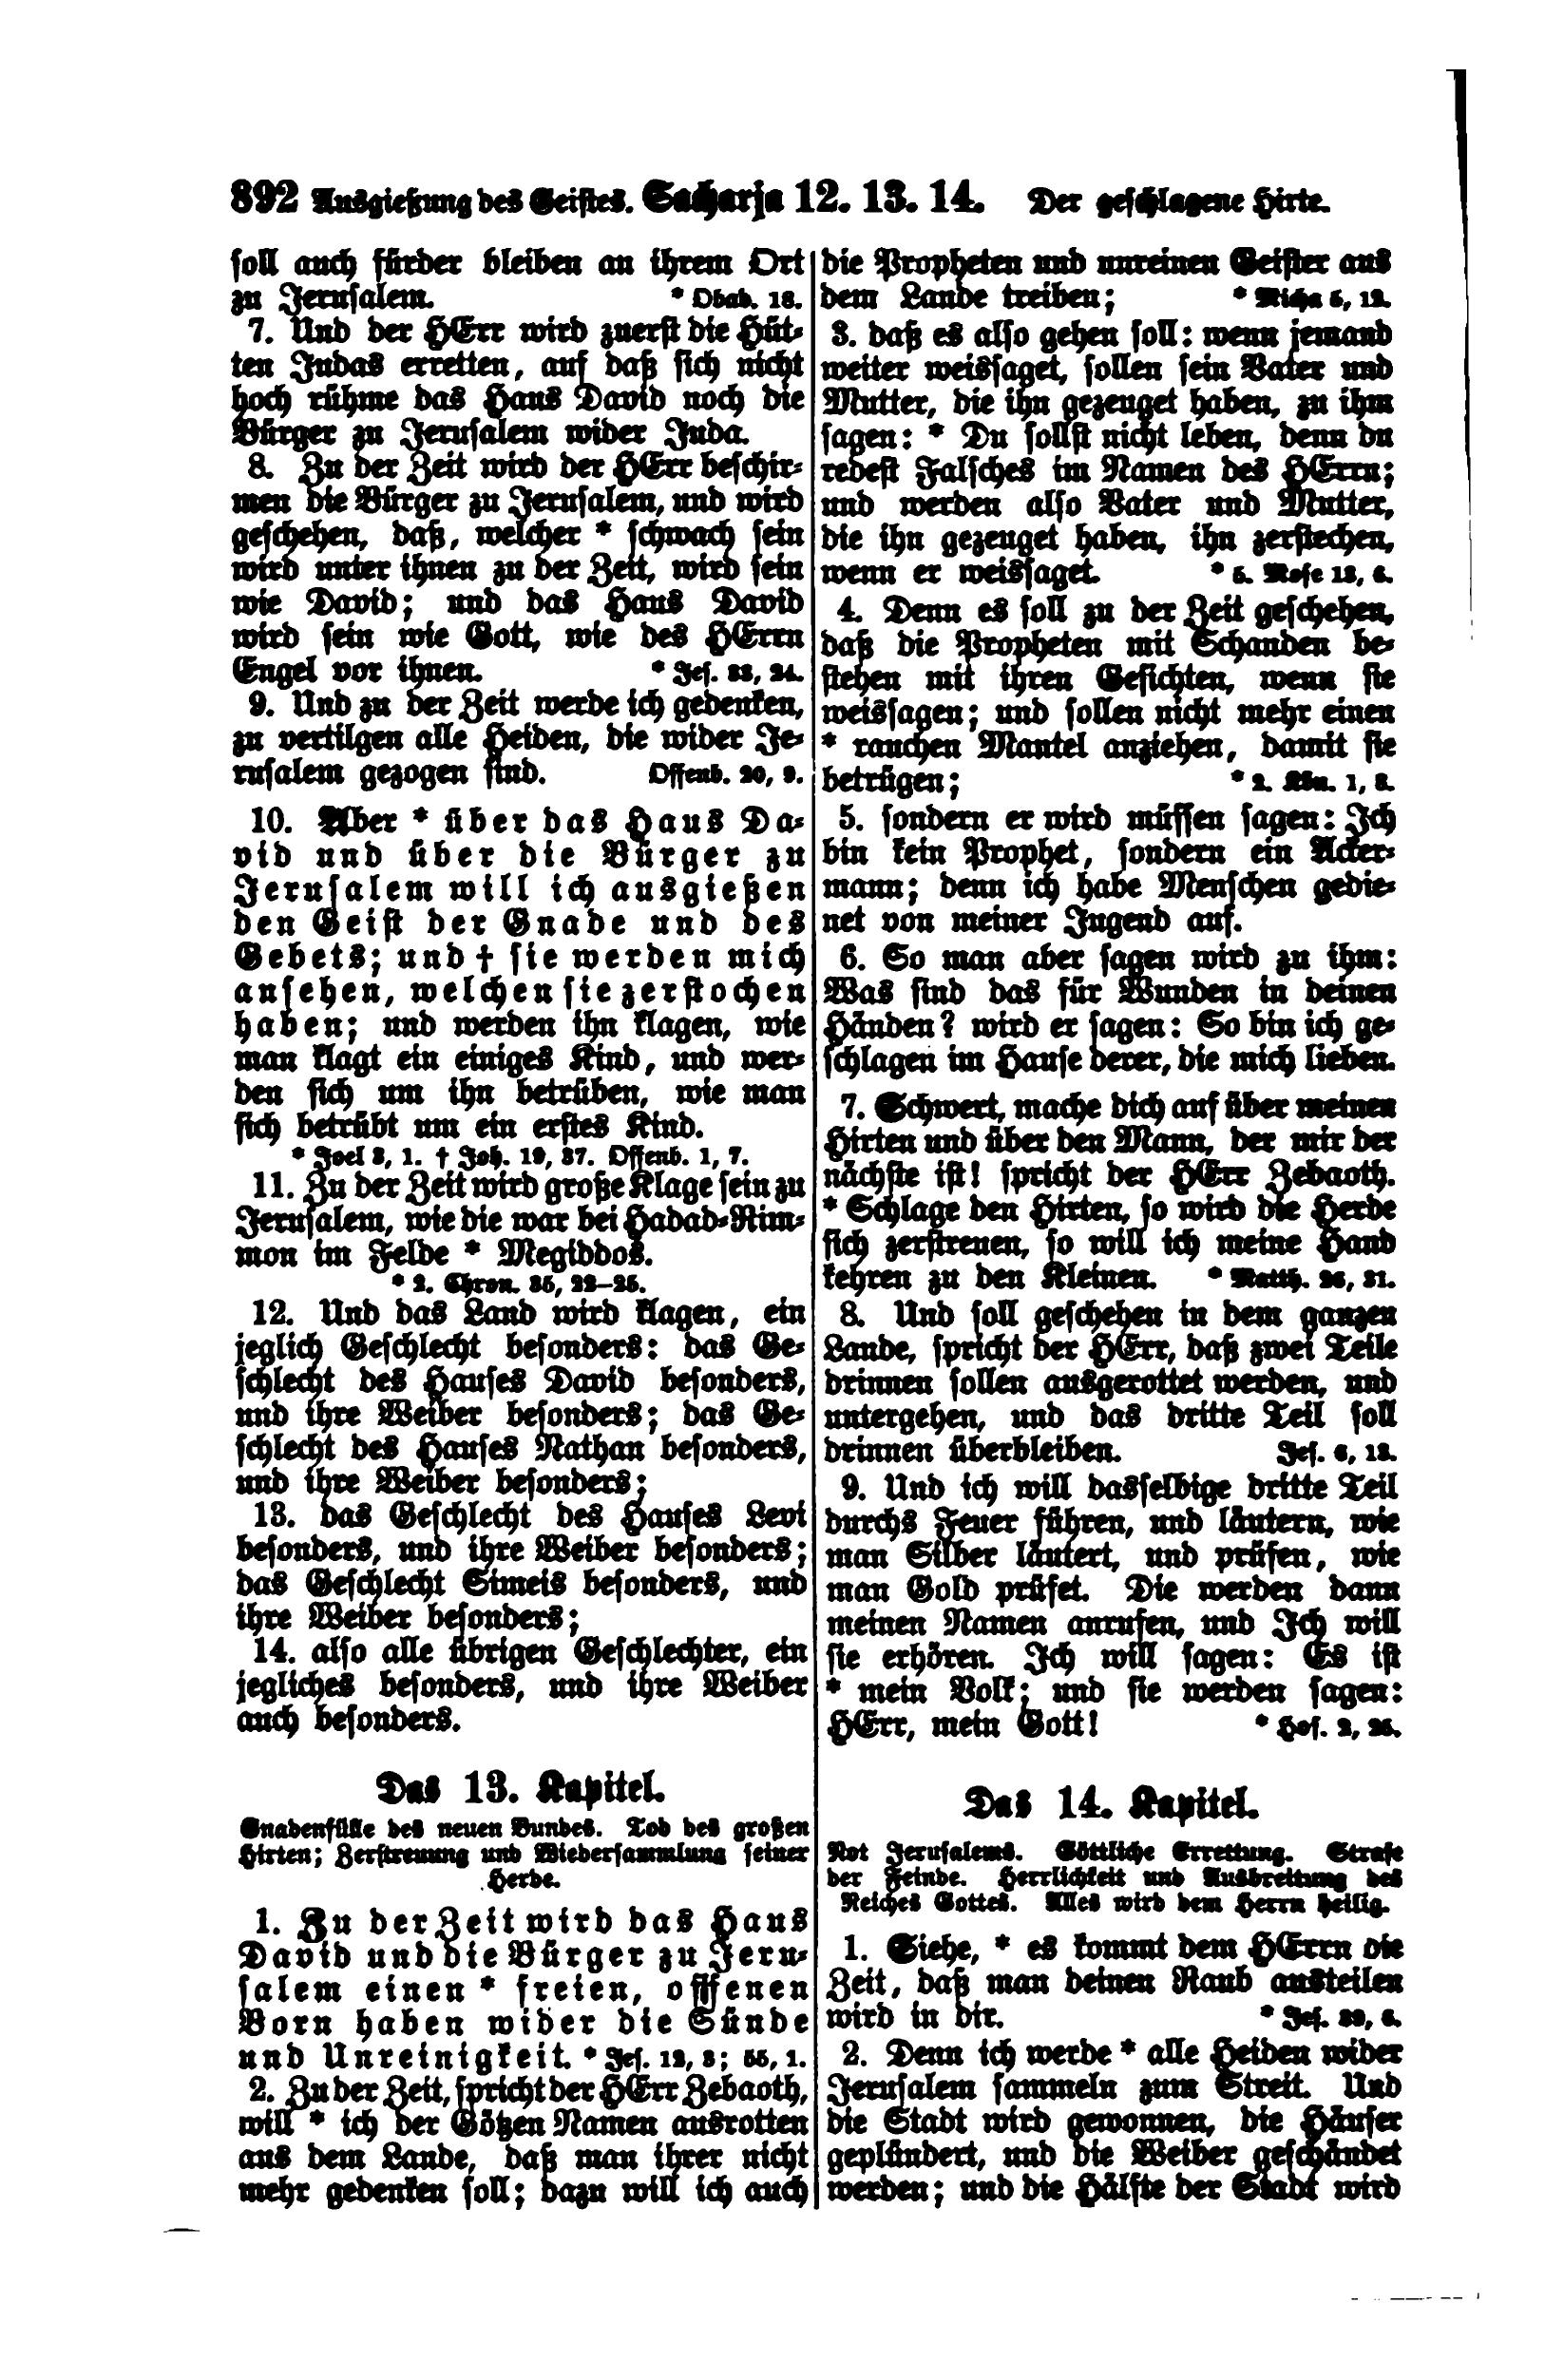 892 Ausgießung des Geistes. Sacharja 12. 13. 14. Der geschlagene Hirte.
soll auch fürder bleiben an ihrem Ort
zu Jerusalem. * Obad. 18.
7. Und der HErr wird zuerst die Hüt-
ten Judas erretten, auf daß sich nicht
hoch rühme das Haus David noch die
Bürger zu Jerusalem wider Juda.
8. Zu der Zeit wird der HErr beschir-
men die Bürger zu Jerusalem, und wird
geschehen, daß, welcher * schwach sein
wird unter ihnen zu der Zeit, wird sein
wie David; und das Haus David
wird sein wie Gott, wie des HErrn
Engel vor ihnen. * Jes. 33, 24.
9. Und zu der Zeit werde ich gedenken,
zu vertilgen alle Heiden, die wider Je-
rusalem gezogen sind. Offenb. 20, 9.
10. Aber * über das Haus Da-
vid und über die Bürger zu
Jerusalem will ich ausgießen
den Geist der Gnade und des
Gebets; und † sie werden mich
ansehen, welchen sie zerstochen
haben; und werden ihn klagen, wie
man klagt ein einiges Kind, und wer-
den sich um ihn betrüben, wie man
sich betrübt um ein erstes Kind.
* Joel 3, 1. † Joh. 19, 37. Offenb. 1, 7.
11. Zu der Zeit wird große Klage sein zu
Jerusalem, wie die war bei Hadad-Rim-
mon im Felde * Megiddos.
* 2. Chron. 35, 22–25.
12. Und das Land wird klagen, ein
jeglich Geschlecht besonders: das Ge-
schlecht des Hauses David besonders,
und ihre Weiber besonders; das Ge-
schlecht des Hauses Nathan besonders,
und ihre Weiber besonders;
13. das Geschlecht des Hauses Levi
besonders, und ihre Weiber besonders;
das Geschlecht Simeis besonders, und
ihre Weiber besonders;
14. also alle übrigen Geschlechter, ein
jegliches besonders, und ihre Weiber
auch besonders.
Das 13. Kapitel.
Gnadenfülle des neuen Bundes. Tod des großen
Hirten; Zerstreuung und Wiedersammlung seiner
Herde.
1. Zu der Zeit wird das Haus
David und die Bürger zu Jeru-
salem einen * freien, offenen
Born haben wider die Sünde
und Unreinigkeit. * Jes. 12, 3; 55, 1.
2. Zu der Zeit, spricht der HErr Zebaoth,
will * ich der Götzen Namen ausrotten
aus dem Lande, daß man ihrer nicht
mehr gedenken soll; dazu will ich auch
die Propheten und unreinen Geister aus
dem Lande treiben; * Micha 5, 12.
3. daß es also gehen soll: wenn jemand
weiter weissaget, sollen sein Vater und
Mutter, die ihn gezeuget haben, zu ihm
sagen: * Du sollst nicht leben, denn du
redest Falsches im Namen des HErrn;
und werden also Vater und Mutter,
die ihn gezeuget haben, ihn zerstechen,
wenn er weissaget. * 5. Mose 13, 6.
4. Denn es soll zu der Zeit geschehen,
daß die Propheten mit Schanden be-
stehen mit ihren Gesichten, wenn sie
weissagen; und sollen nicht mehr einen
* rauchen Mantel anziehen, damit sie
betrügen; * 2. Kön. 1, 8.
5. sondern er wird müssen sagen: Ich
bin kein Prophet, sondern ein Acker-
mann; denn ich habe Menschen gedie-
net von meiner Jugend auf.
6. So man aber sagen wird zu ihm:
Was sind das für Wunden in deinen
Händen? wird er sagen: So bin ich ge-
schlagen im Hause derer, die mich lieben.
7. Schwert, mache dich auf über meinen
Hirten und über den Mann, der mir der
nächste ist! spricht der HErr Zebaoth.
* Schlage den Hirten, so wird die Herde
sich zerstreuen, so will ich meine Hand
kehren zu den Kleinen. * Matth. 26, 31.
8. Und soll geschehen in dem ganzen
Lande, spricht der HErr, daß zwei Teile
drinnen sollen ausgerottet werden, und
untergehen, und das dritte Teil soll
drinnen überbleiben. Jes. 6, 13.
9. Und ich will dasselbige dritte Teil
durchs Feuer führen, und läutern, wie
man Silber läutert, und prüfen, wie
man Gold prüfet. Die werden dann
meinen Namen anrufen, und Ich will
sie erhören. Ich will sagen: Es ist
* mein Volk; und sie werden sagen:
HErr, mein Gott! * Hos. 2, 25.
Das 14. Kapitel.
Not Jerusalems. Göttliche Errettung. Strafe
der Feinde. Herrlichkeit und Ausbreitung des
Reiches Gottes. Alles wird dem Herrn heilig.
1. Siehe, * es kommt dem HErrn die
Zeit, daß man deinen Raub austeilen
wird in dir. * Jes. 39, 6.
2. Denn ich werde * alle Heiden wider
Jerusalem sammeln zum Streit. Und
die Stadt wird gewonnen, die Häuser
geplündert, und die Weiber geschändet
werden; und die Hälfte der Stadt wird